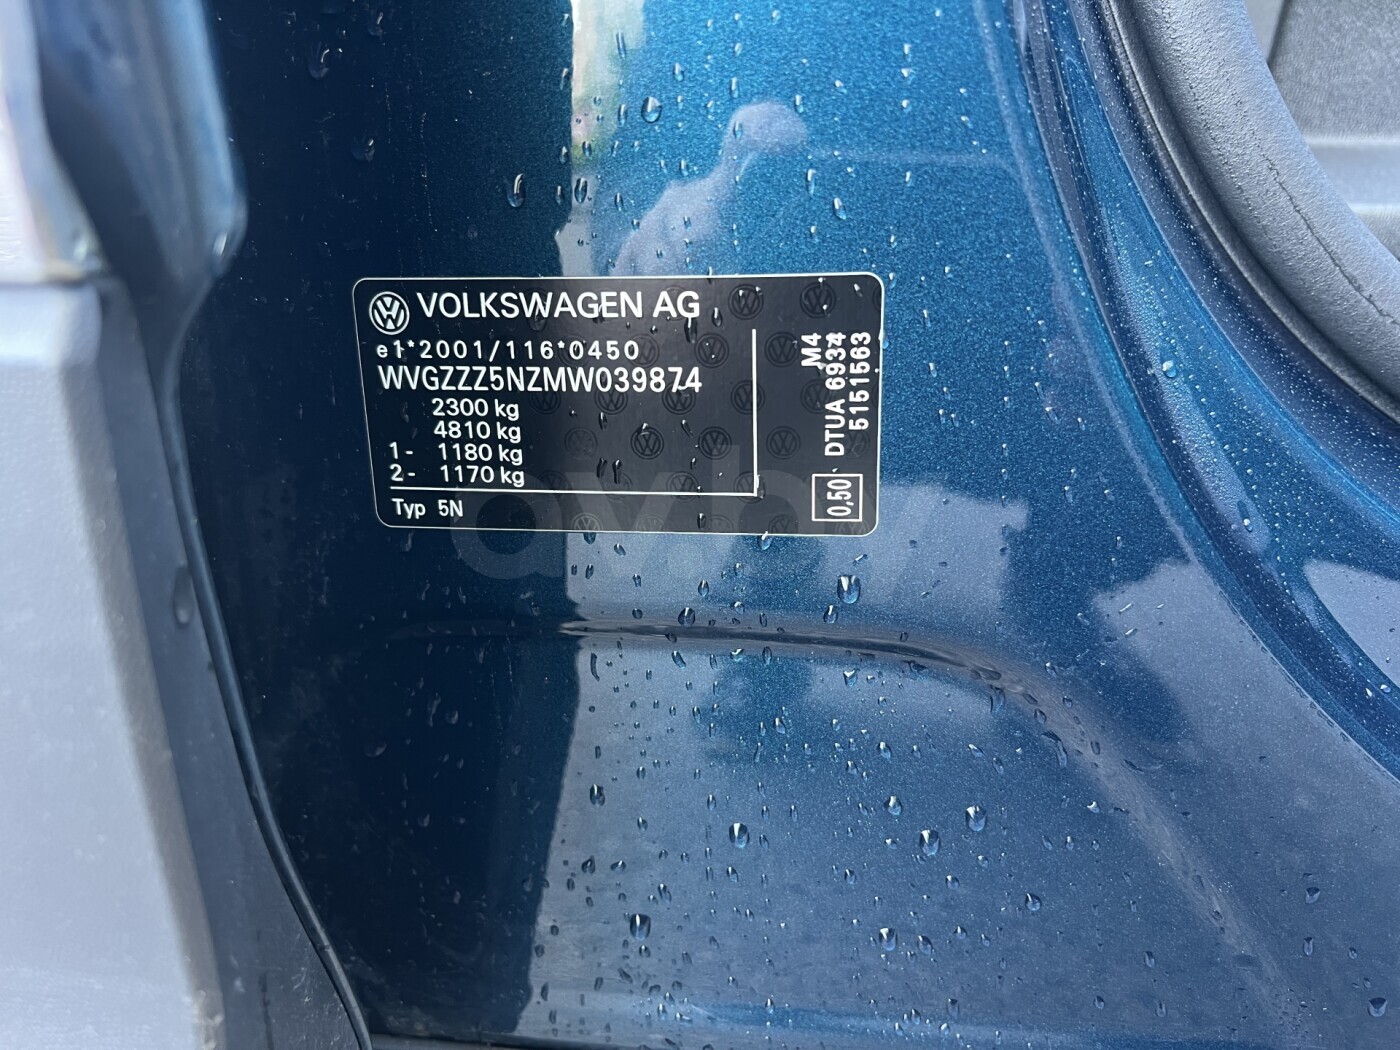 VOLKSWAGEN AG
e1*2001/116*0450
WVGZZZ5NZMW039874
2300 kg
4810 kg
1- 1180 kg
2- 1170 kg
Typ 5N
M4
DTUA 6934
5151563
0,50